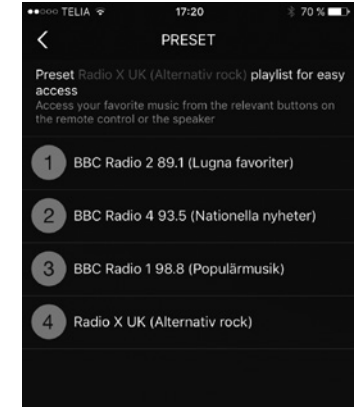 TELIA 17:20 70 %
PRESET
Preset Radio X UK (Alternativ rock) playlist for easy
access
Access your favorite music from the relevant buttons on
the remote control or the speaker
1 BBC Radio 2 89.1 (Lugna favoriter)
2 BBC Radio 4 93.5 (Nationella nyheter)
3 BBC Radio 1 98.8 (Populärmusik)
4 Radio X UK (Alternativ rock)